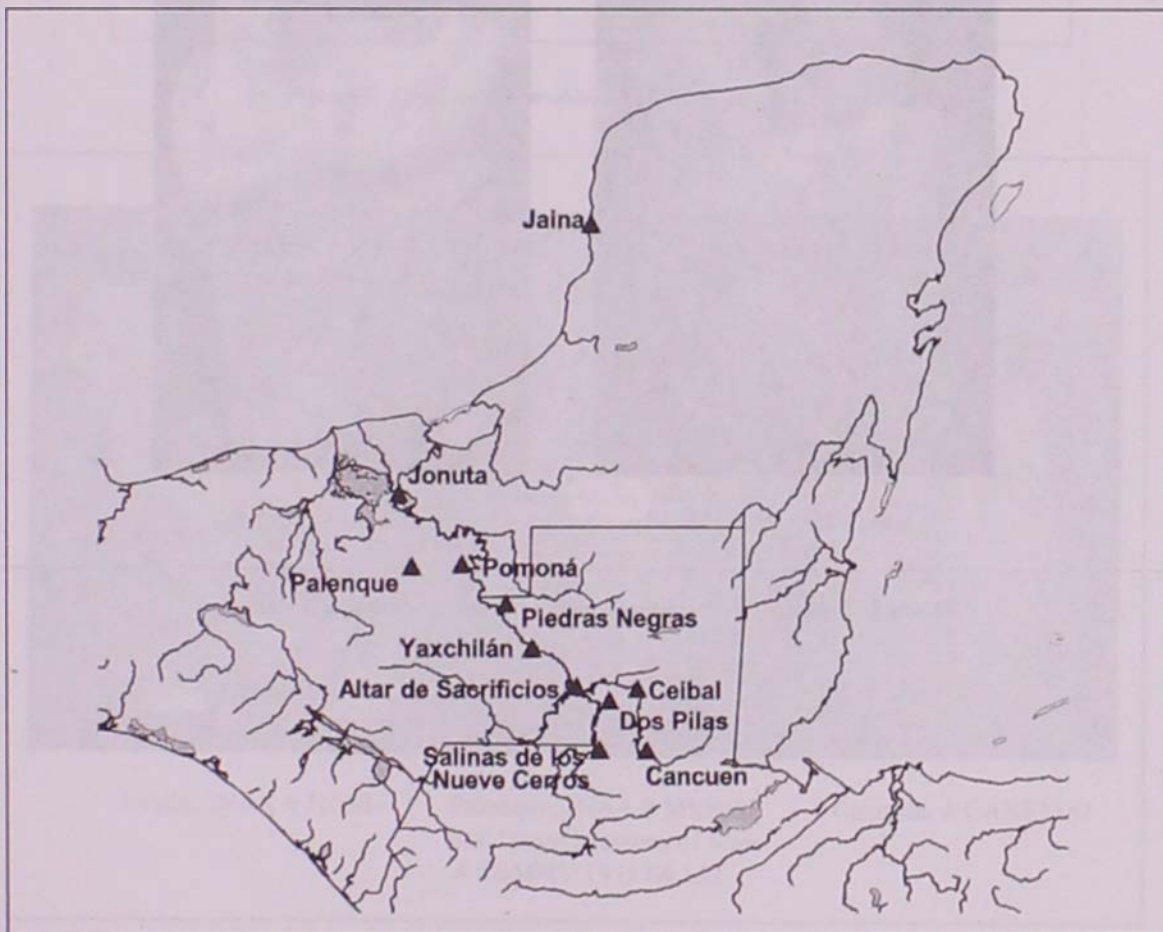 Jaina
Jonuta
Pomoná
Palenque
Piedras Negras
Yaxchilán
Altar de Sacrificios
Ceibal
Dos Pilas
Salinas de los
Nueve Cerros
Cancuen